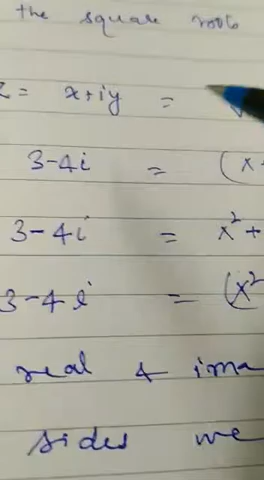 the square roots
z = x+iy =
3-4i = (x
3-4i = x² +
3-4i = (x²
real & ima
sides we